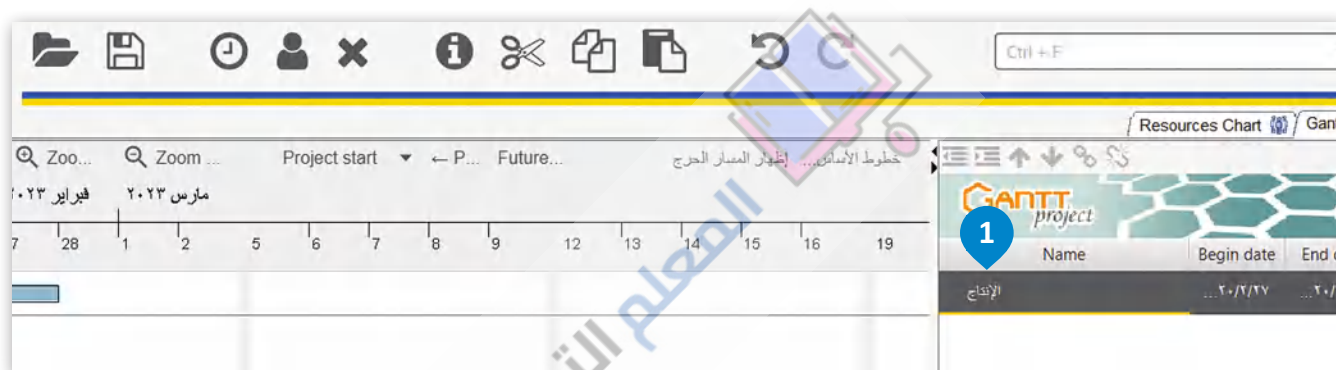 Ctrl + F
Resources Chart Gant
Zoo... Zoom ... Project start ← P... Future... خطوط الأساس... إظهار المسار الحرج
فبراير ٢٠٢٣ مارس ٢٠٢٣
GANTT
project
7 28 1 2 5 6 7 8 9 12 13 14 15 16 19
1
Name Begin date End
الإنتاج ...٢٠/٢/٢٧
المعلم